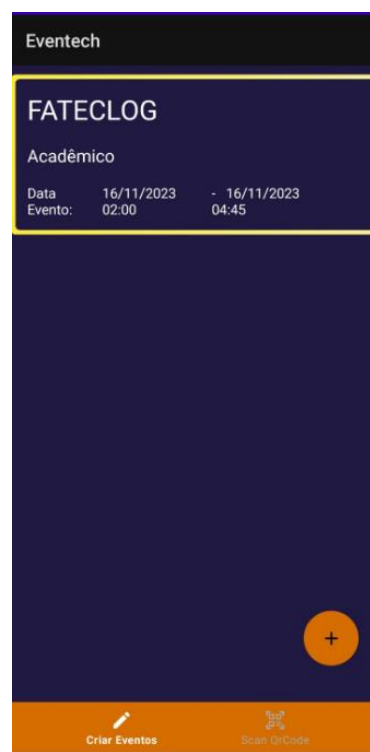 Eventech
FATECLOG
Acadêmico
Data 16/11/2023 - 16/11/2023
Evento: 02:00 04:45
+
Criar Eventos Scan QrCode